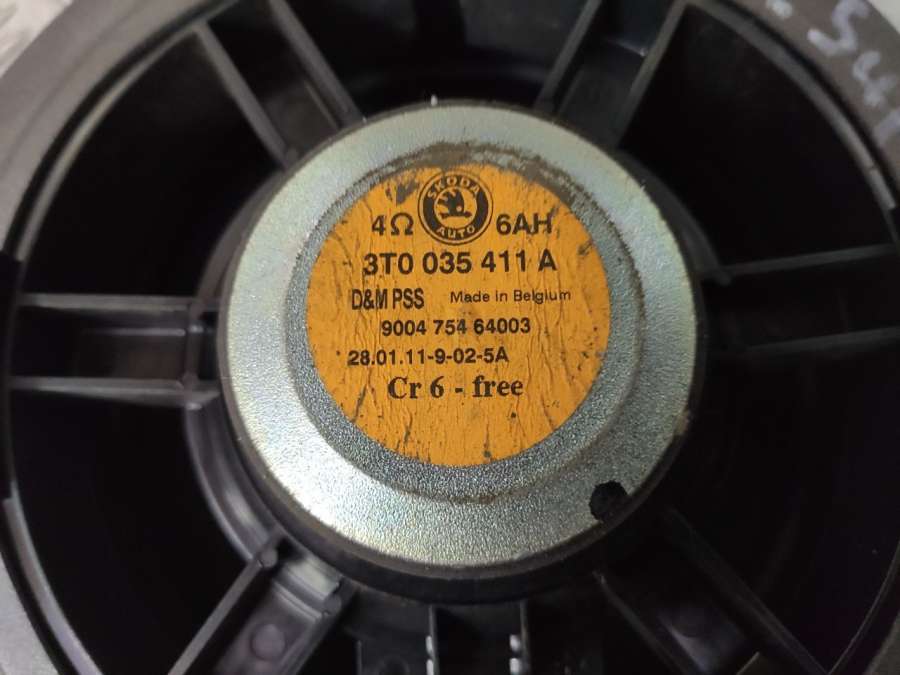 ŠKODA
AUTO
4Ω 6AH
3T0 035 411 A
D&M PSS Made In Belgium
9004 754 64003
28.01.11-9-02-5A
Cr 6 - free